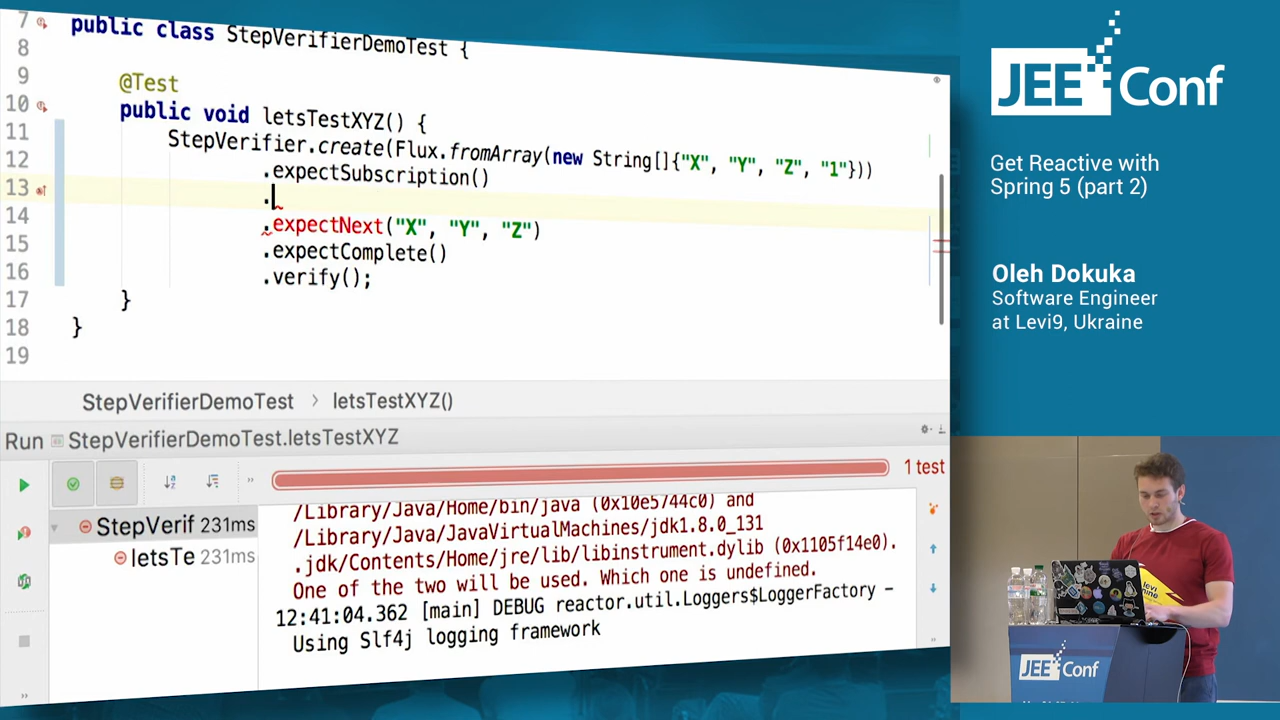 7 public class StepVerifierDemoTest {
8
9 @Test
10 public void letsTestXYZ() {
11 StepVerifier.create(Flux.fromArray(new String[]{"X", "Y", "Z", "1"}))
12 .expectSubscription()
13 .
14 .expectNext("X", "Y", "Z")
15 .expectComplete()
16 .verify();
17 }
18 }
19
StepVerifierDemoTest > letsTestXYZ()
Run StepVerifierDemoTest.letsTestXYZ
1 test
StepVerif 231ms
letsTe 231ms
/Library/Java/Home/bin/java (0x10e5744c0) and
/Library/Java/JavaVirtualMachines/jdk1.8.0_131
.jdk/Contents/Home/jre/lib/libinstrument.dylib (0x1105f14e0).
One of the two will be used. Which one is undefined.
12:41:04.362 [main] DEBUG reactor.util.Loggers$LoggerFactory -
Using Slf4j logging framework
JEE Conf
Get Reactive with
Spring 5 (part 2)
Oleh Dokuka
Software Engineer
at Levi9, Ukraine
JEE Conf